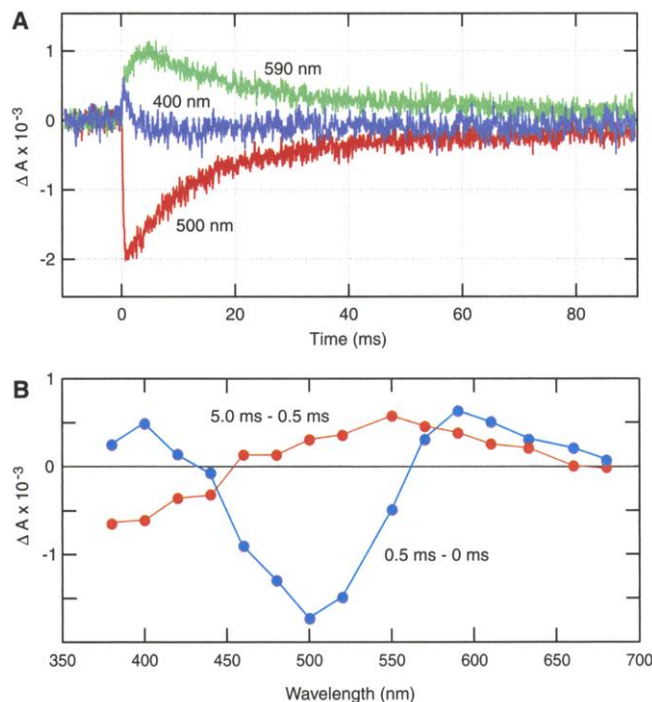 A
1
0
-1
-2
Δ A x 10-3
590 nm
400 nm
500 nm
0
20
40
60
80
Time (ms)
B
1
0
-1
Δ A x 10-3
5.0 ms - 0.5 ms
0.5 ms - 0 ms
350
400
450
500
550
600
650
700
Wavelength (nm)